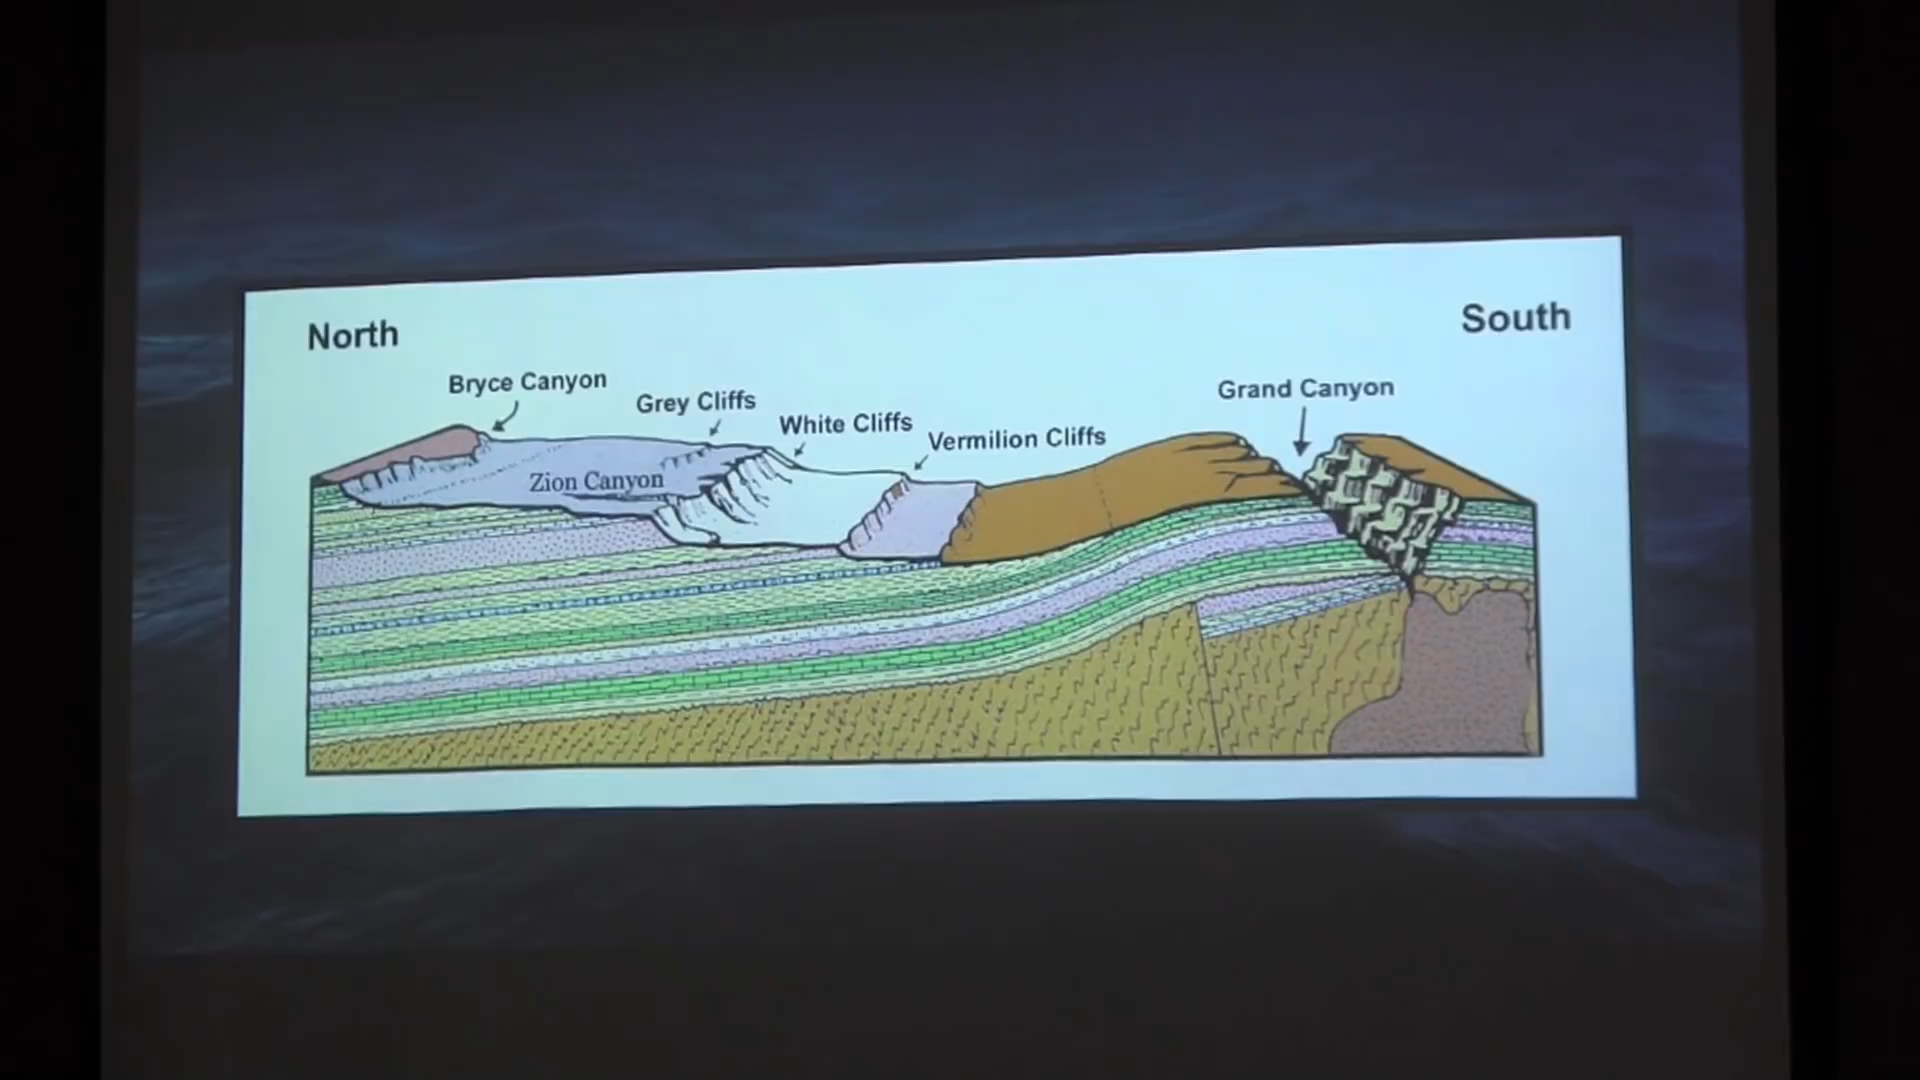 North
South
Bryce Canyon
Grey Cliffs
White Cliffs
Vermilion Cliffs
Grand Canyon
Zion Canyon